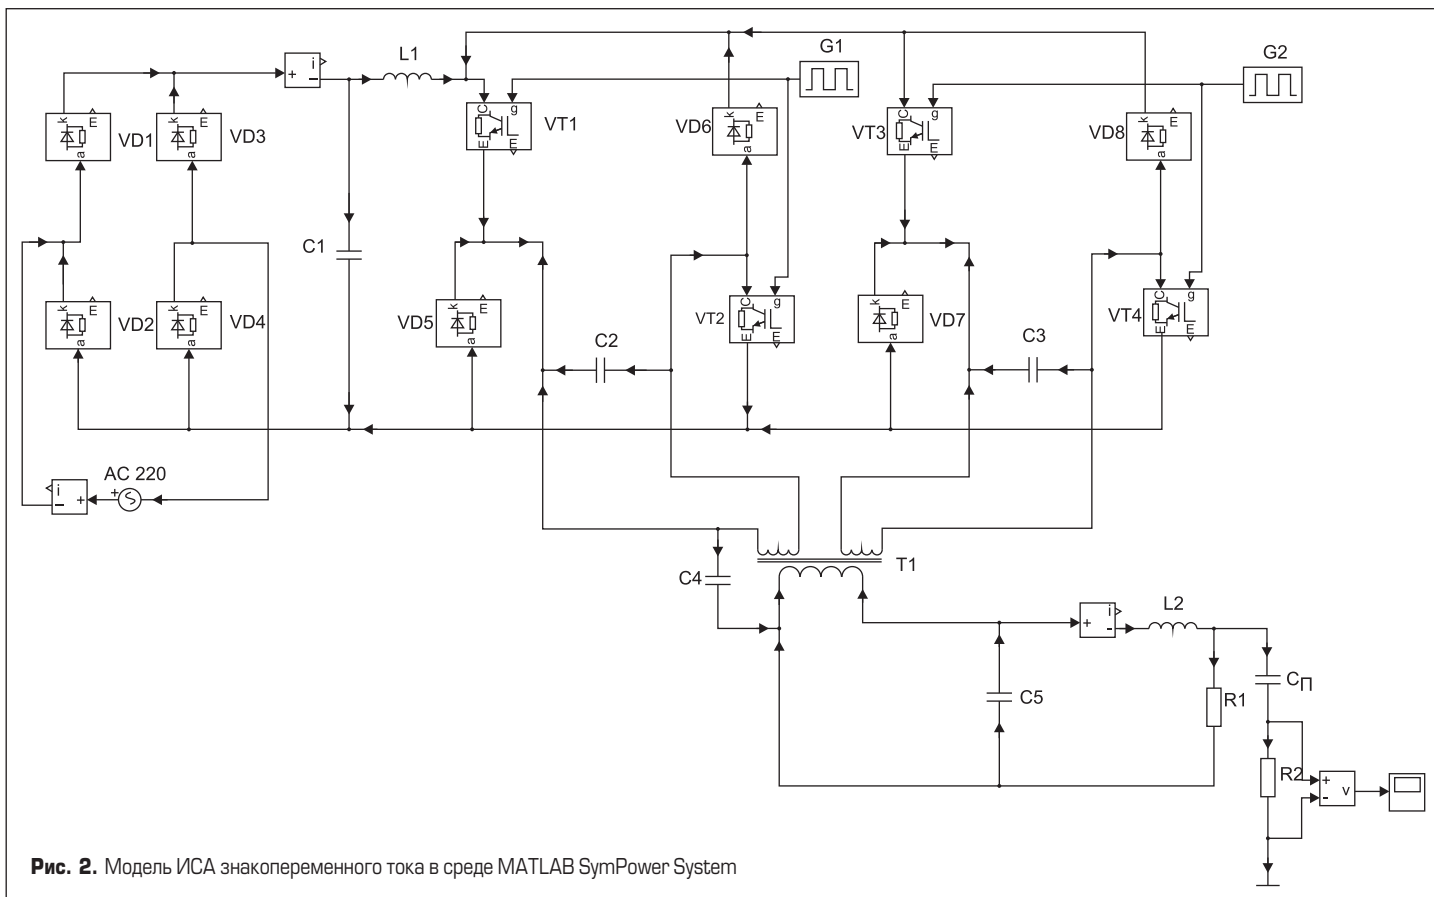 G1
L1
G2
i
+
−
C
g
E
E
VT1
k
E
a
VD6
C
g
E
E
VT3
k
E
a
VD8
k
E
a
VD1
k
E
a
VD3
C1
k
E
a
VD2
k
E
a
VD4
k
E
a
VD5
C2
C
g
E
E
VT2
k
E
a
VD7
C3
C
g
E
E
VT4
AC 220
i
−
+
+
T1
C4
i
+
-
L2
C5
R1
CП
R2
+
-
v
Рис. 2. Модель ИСА знакопеременного тока в среде MATLAB SymPower System